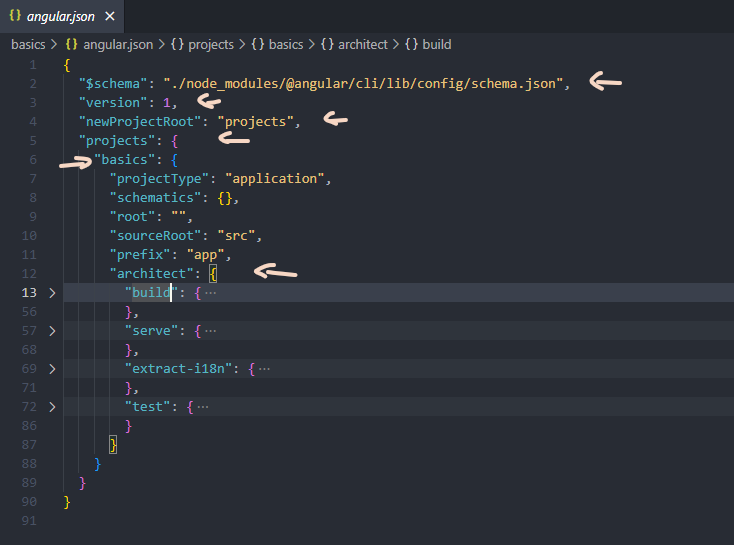 {} angular.json ×
basics > {} angular.json > {} projects > {} basics > {} architect > {} build
1 {
2 "$schema": "./node_modules/@angular/cli/lib/config/schema.json",
3 "version": 1,
4 "newProjectRoot": "projects",
5 "projects": {
6 "basics": {
7 "projectType": "application",
8 "schematics": {},
9 "root": "",
10 "sourceRoot": "src",
11 "prefix": "app",
12 "architect": {
13 > "build": { ···
56 },
57 > "serve": { ···
68 },
69 > "extract-i18n": { ···
71 },
72 > "test": { ···
86 }
87 }
88 }
89 }
90 }
91